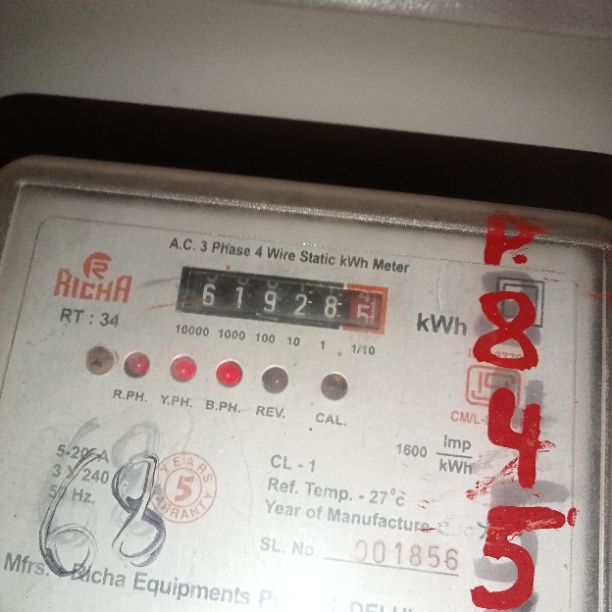 A.C. 3 Phase 4 Wire Static kWh Meter
RICHA
RT : 34
61928
kWh
10000 1000 100 10 1 1/10
R.PH. Y.PH. B.PH. REV. CAL.
P.845
CM/L-
5-20 A
3 X 240
Hz.
68
YEARS
5
WARRANTY
CL - 1
1600 Imp
kWh
Ref. Temp. - 27°c
Year of Manufacture
SL. No. 001856
Mfrs. Richa Equipments